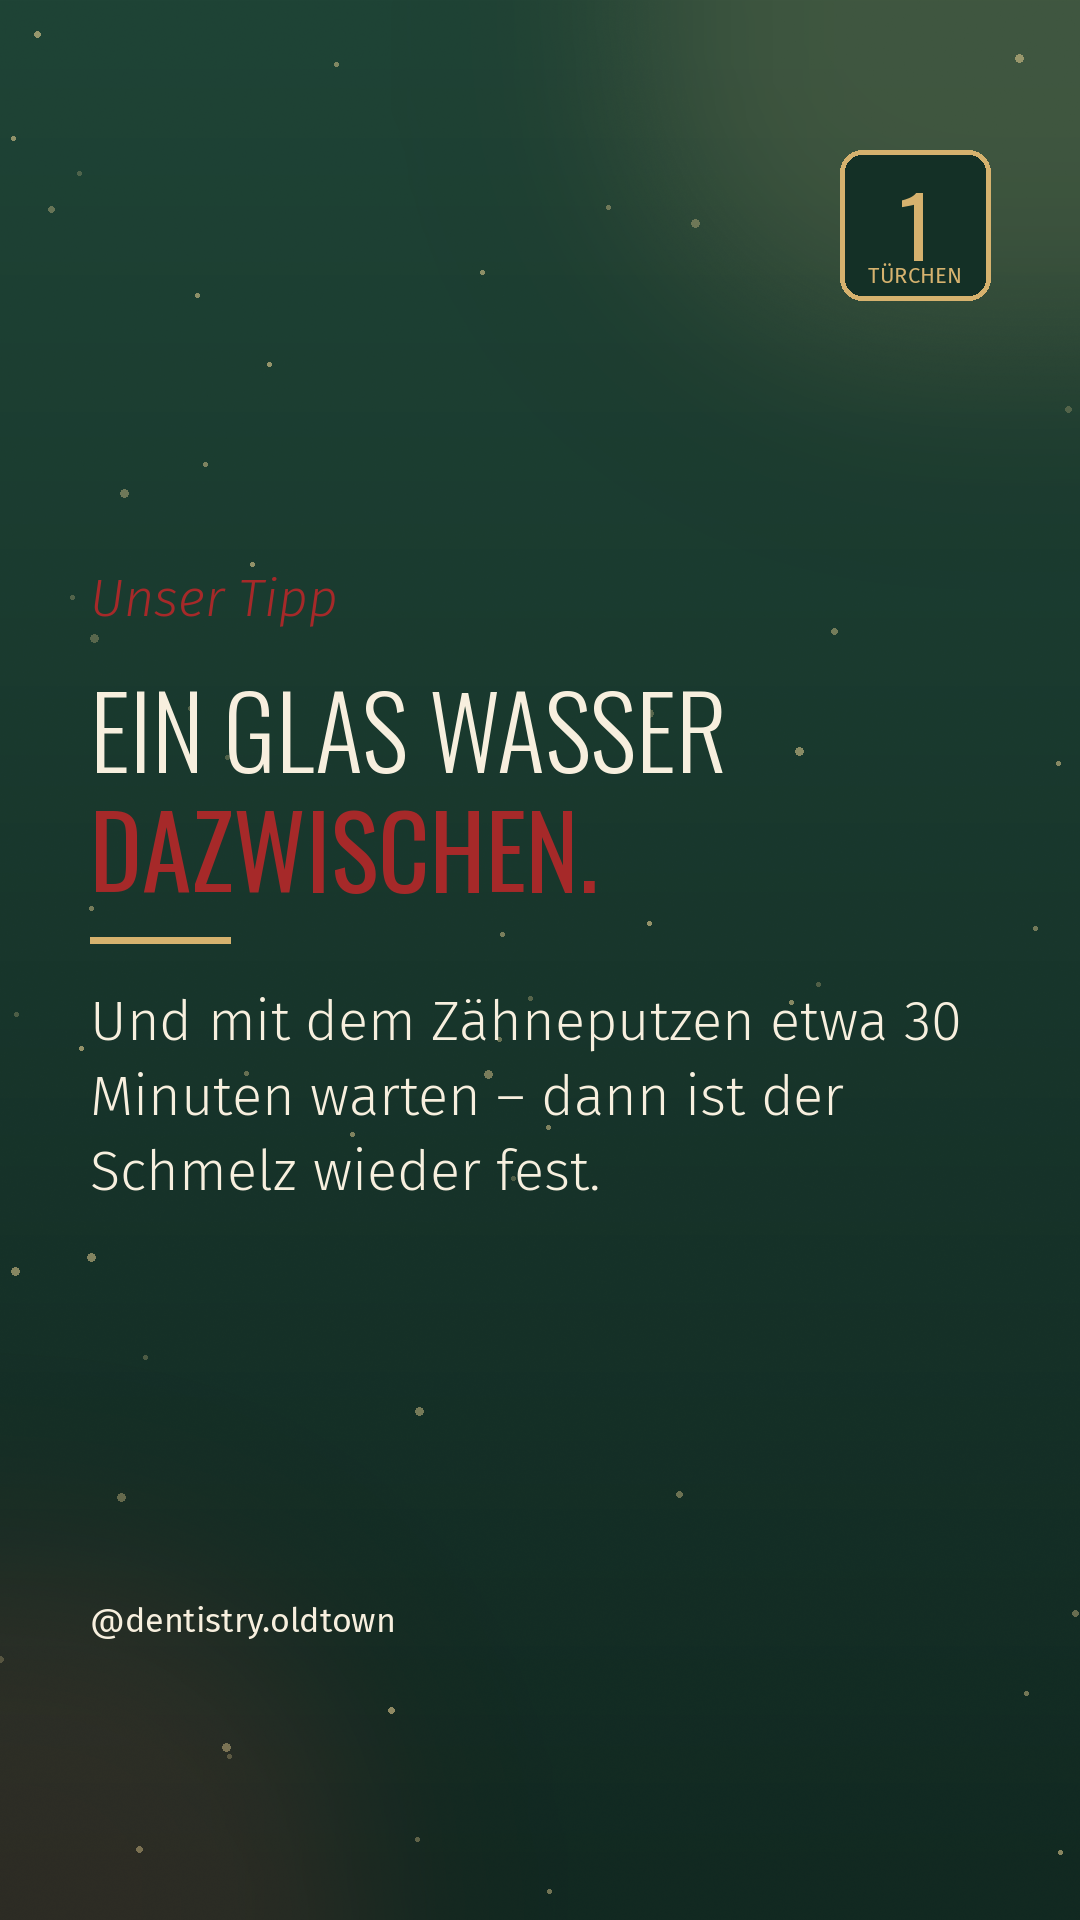 1
TÜRCHEN
Unser Tipp
EIN GLAS WASSER
DAZWISCHEN.
Und mit dem Zähneputzen etwa 30
Minuten warten – dann ist der
Schmelz wieder fest.
@dentistry.oldtown